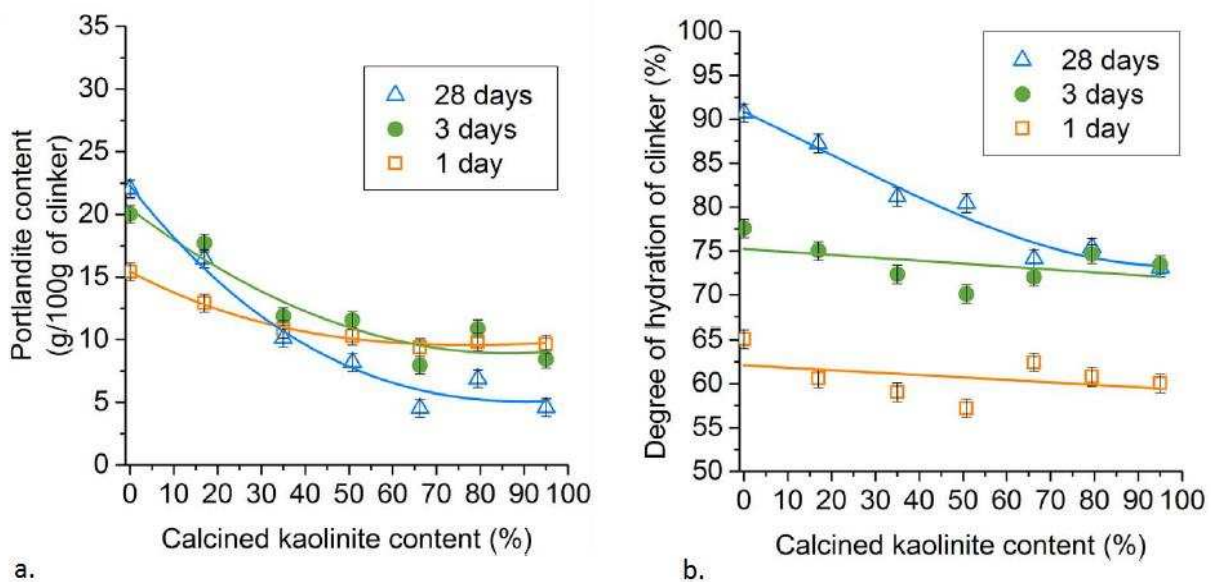 35
30
25
20
15
10
5
0
Portlandite content
(g/100g of clinker)
28 days
3 days
1 day
0 10 20 30 40 50 60 70 80 90 100
Calcined kaolinite content (%)
a.
100
95
90
85
80
75
70
65
60
55
50
Degree of hydration of clinker (%)
28 days
3 days
1 day
0 10 20 30 40 50 60 70 80 90 100
Calcined kaolinite content (%)
b.